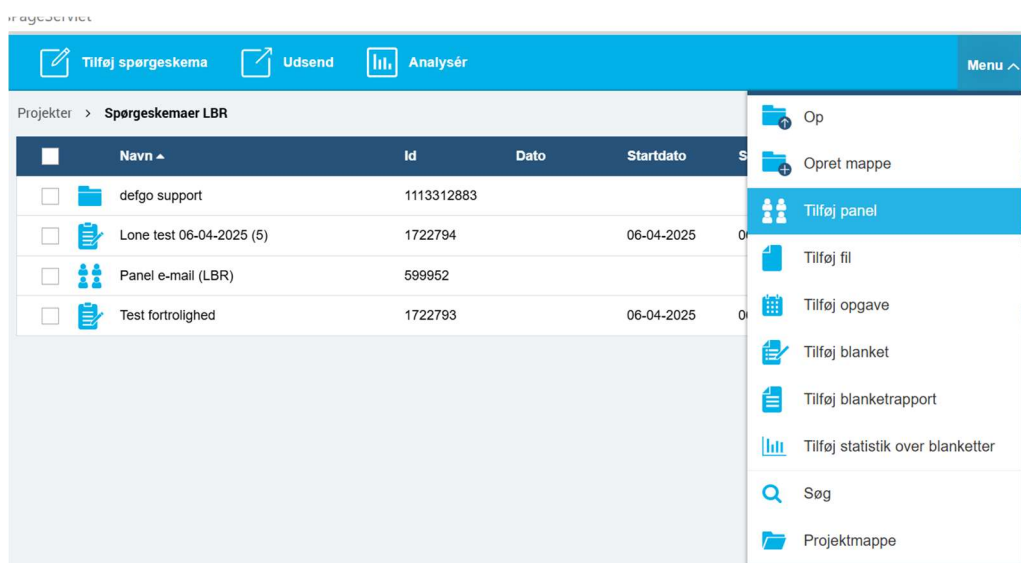 Tilføj spørgeskema Udsend Analysér Menu
Projekter > Spørgeskemaer LBR
Navn Id Dato Startdato S
defgo support 1113312883
Lone test 06-04-2025 (5) 1722794 06-04-2025
Panel e-mail (LBR) 599952
Test fortrolighed 1722793 06-04-2025
Op
Opret mappe
Tilføj panel
Tilføj fil
Tilføj opgave
Tilføj blanket
Tilføj blanketrapport
Tilføj statistik over blanketter
Søg
Projektmappe